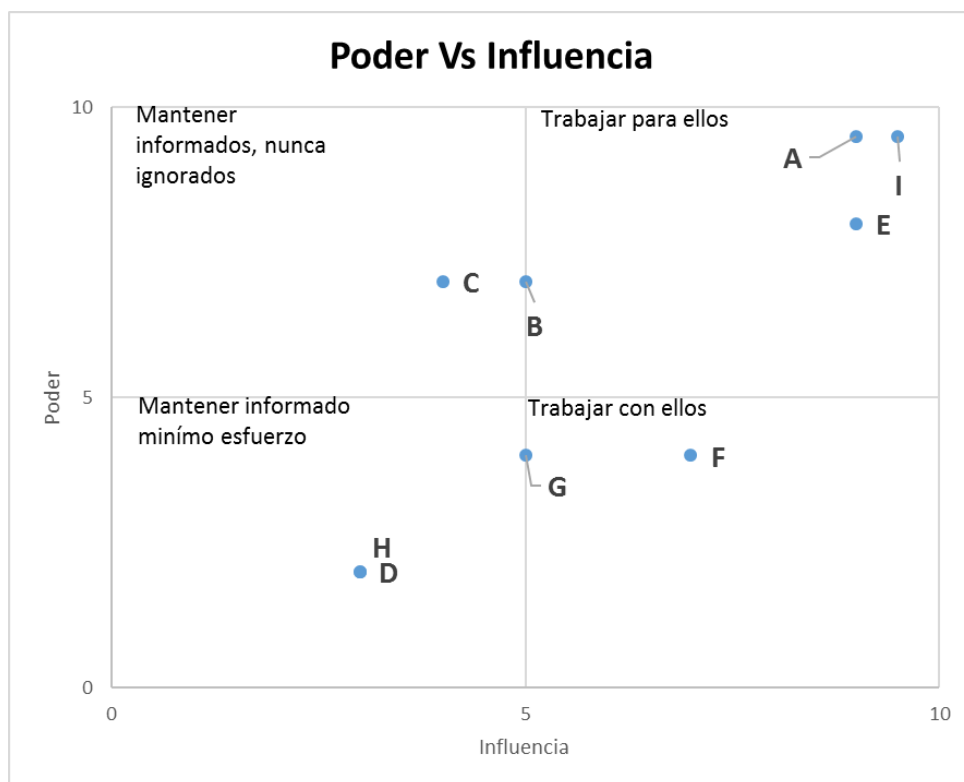 Poder Vs Influencia
10
Mantener
informados, nunca
ignorados
Trabajar para ellos
A
I
E
C
B
Poder
5
Mantener informado
minímo esfuerzo
Trabajar con ellos
F
G
H
D
0
0
5
10
Influencia